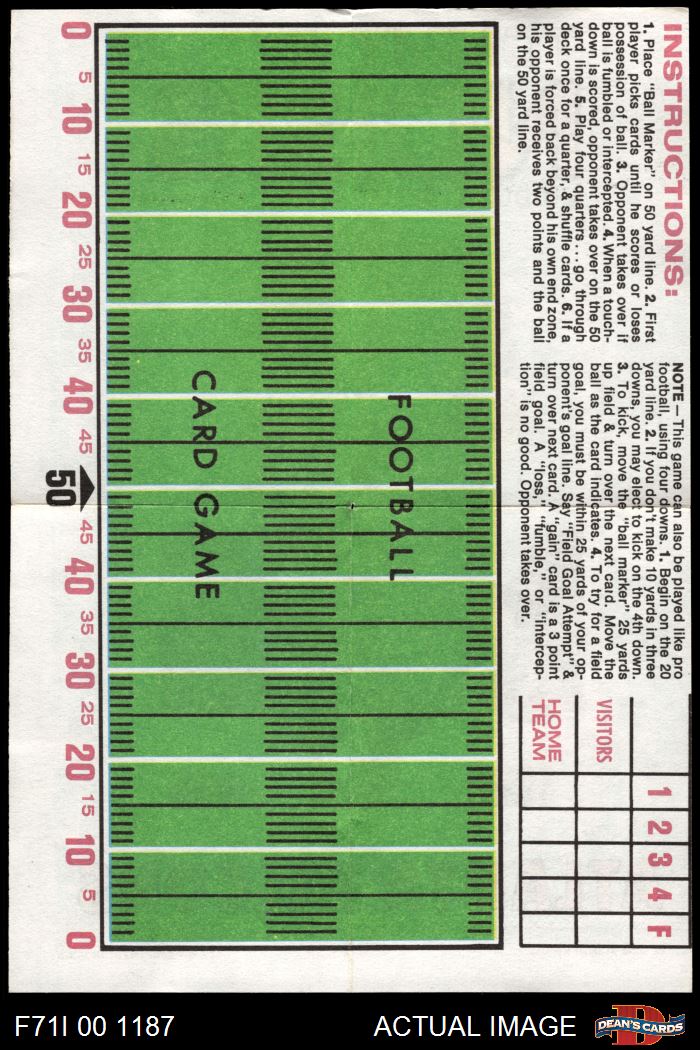 INSTRUCTIONS:
1. Place "Ball Marker" on 50 yard line. 2. First
player picks cards until he scores or loses
possession of ball. 3. Opponent takes over if
ball is fumbled or intercepted. 4. When a touch-
down is scored, opponent takes over on the 50
yard line. 5. Play four quarters...go through
deck once for a quarter, & shuffle cards. 6. If a
player is forced back beyond his own end zone,
his opponent receives two points and the ball
on the 50 yard line.
NOTE — This game can also be played like pro
football, using four downs. 1. Begin on the 20
yard line. 2. If you don't make 10 yards in three
downs, you may elect to kick on the 4th down.
3. To kick, move the "ball marker" 25 yards
up field & turn over the next card. Move the
ball as the card indicates. 4. To try for a field
goal, you must be within 25 yards of your op-
ponent's goal line. Say "Field Goal Attempt" &
turn over next card. A "gain" card is a 3 point
field goal. A "loss," "fumble," or "intercep-
tion" is no good. Opponent takes over.
1 2 3 4 F
VISITORS
HOME
TEAM
FOOTBALL
CARD GAME
0 5 10 15 20 25 30 35 40 45 50 45 40 35 30 25 20 15 10 5 0
F71I 00 1187
ACTUAL IMAGE
D
DEAN'S CARDS